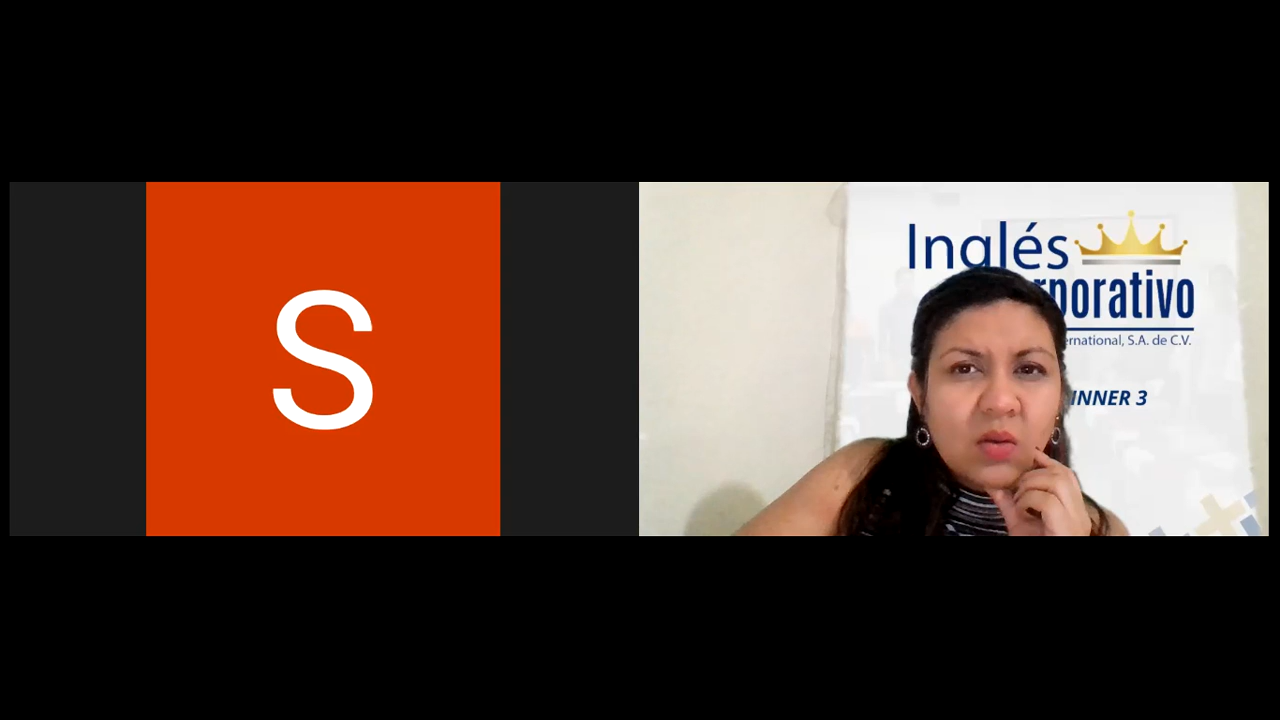 S
Inglés
rporativo
ernational, S.A. de C.V.
INNER 3